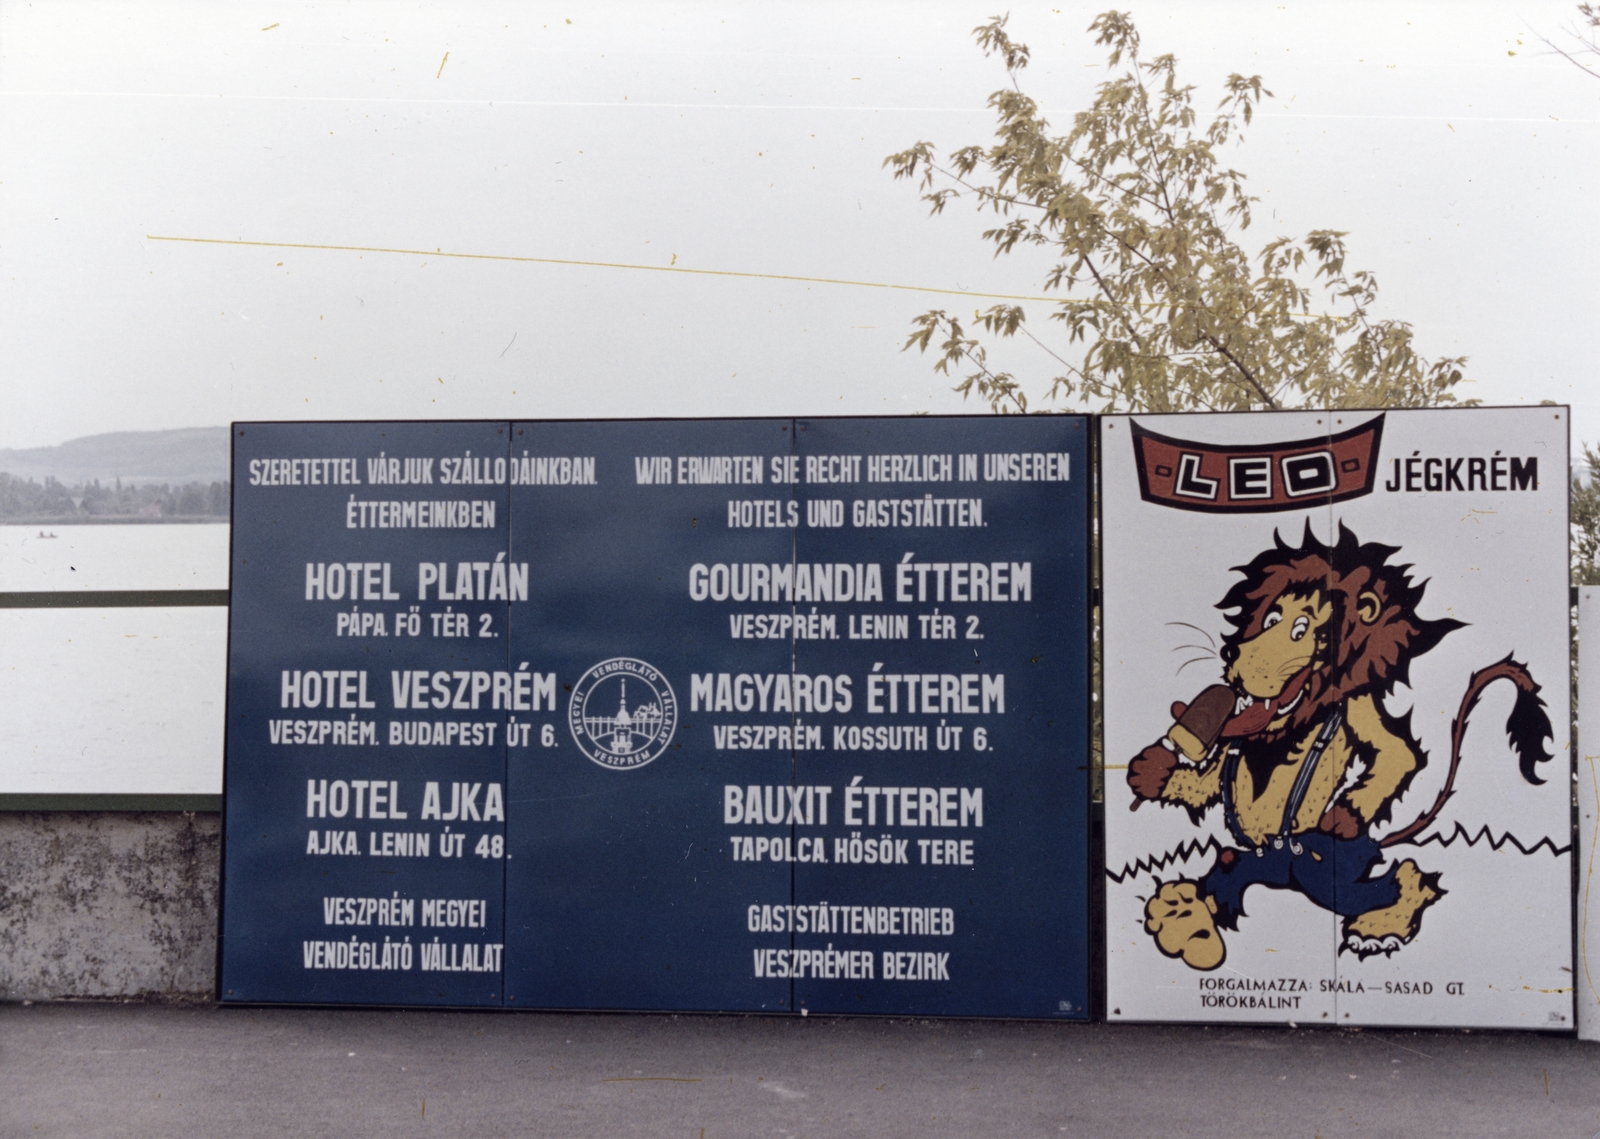 SZERETETTEL VÁRJUK SZÁLLODÁINKBAN.
ÉTTERMEINKBEN
HOTEL PLATÁN
PÁPA. FŐ TÉR 2.
HOTEL VESZPRÉM
VESZPRÉM. BUDAPEST ÚT 6.
HOTEL AJKA
AJKA. LENIN ÚT 48.
VESZPRÉM MEGYEI
VENDÉGLÁTÓ VÁLLALAT
MEGYEI VENDÉGLÁTÓ VÁLLALAT
VESZPRÉM
WIR ERWARTEN SIE RECHT HERZLICH IN UNSEREN
HOTELS UND GASTSTÄTTEN.
GOURMANDIA ÉTTEREM
VESZPRÉM. LENIN TÉR 2.
MAGYAROS ÉTTEREM
VESZPRÉM. KOSSUTH ÚT 6.
BAUXIT ÉTTEREM
TAPOLCA. HŐSÖK TERE
GASTSTÄTTENBETRIEB
VESZPRÉMER BEZIRK
LEO JÉGKRÉM
FORGALMAZZA: SKÁLA—SASAD GT.
TÖRÖKBÁLINT